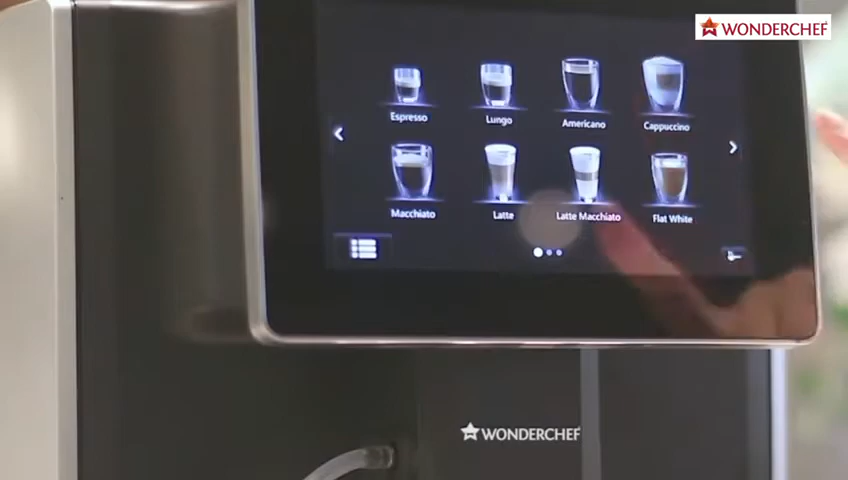 WONDERCHEF
Espresso Lungo Americano Cappuccino
Macchiato Latte Latte Macchiato Flat White
WONDERCHEF